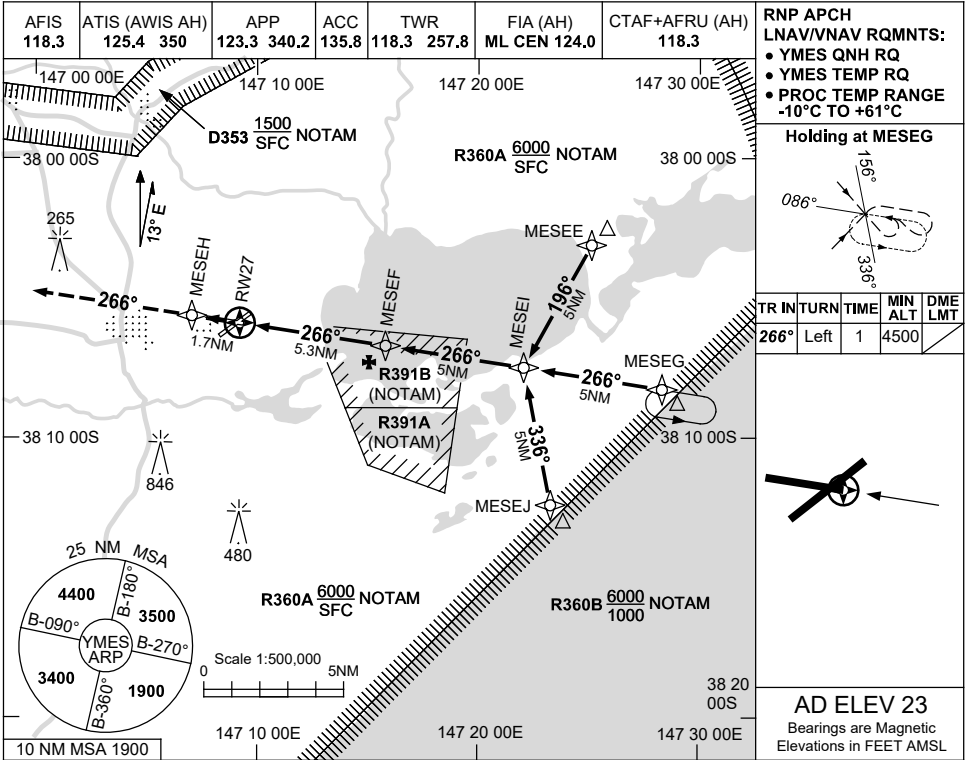 AFIS
118.3
ATIS (AWIS AH)
125.4 350
APP
123.3 340.2
ACC
135.8
TWR
118.3 257.8
FIA (AH)
ML CEN 124.0
CTAF+AFRU (AH)
118.3
RNP APCH
LNAV/VNAV RQMNTS:
• YMES QNH RQ
• YMES TEMP RQ
• PROC TEMP RANGE
-10°C TO +61°C
147 00 00E
147 10 00E
147 20 00E
147 30 00E
D353 1500
SFC NOTAM
R360A 6000
SFC NOTAM
38 00 00S
38 00 00S
Holding at MESEG
156°
086°
336°
13° E
265
MESEE
MESEH
RW27
MESEF
MESEI
196°
5NM
266°
1.7NM
266°
5.3NM
266°
5NM
266°
5NM
MESEG
TR IN TURN TIME MIN ALT DME LMT
266° Left 1 4500
R391B
(NOTAM)
R391A
(NOTAM)
336°
5NM
38 10 00S
38 10 00S
846
MESEJ
480
25 NM MSA
4400
B-180°
3500
B-090°
YMES
ARP
B-270°
3400
B-360°
1900
R360A 6000
SFC NOTAM
R360B 6000
1000 NOTAM
Scale 1:500,000
0 5NM
38 20
00S
AD ELEV 23
Bearings are Magnetic
Elevations in FEET AMSL
10 NM MSA 1900
147 10 00E
147 20 00E
147 30 00E